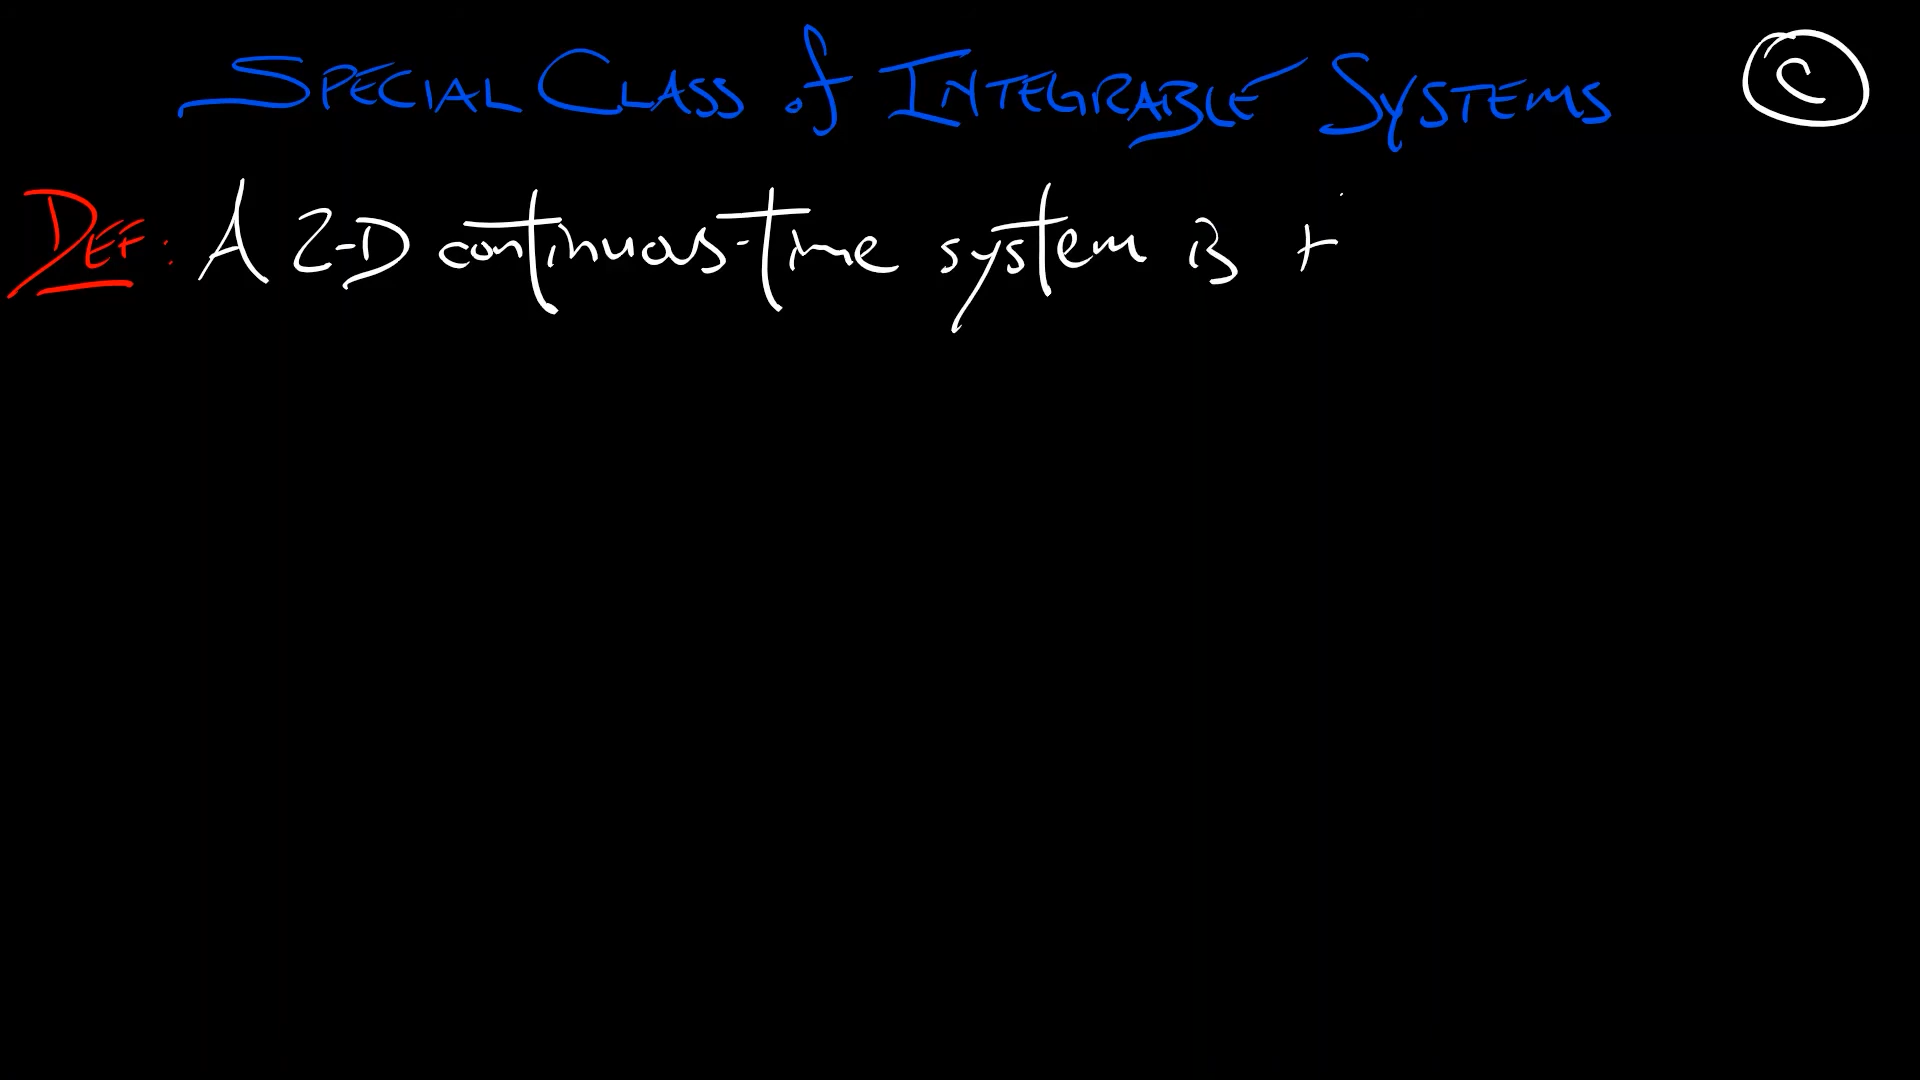 SPECIAL CLASS of INTEGRABLE SYSTEMS ©
DEF: A 2-D continuous-time system is